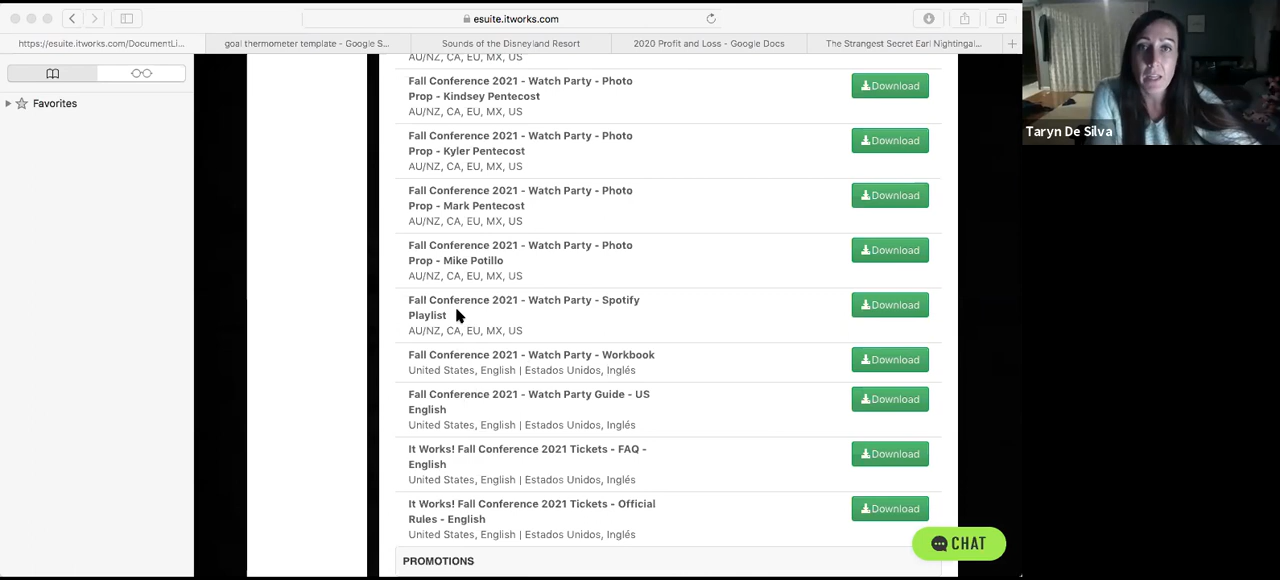 esuite.itworks.com
https://esuite.itworks.com/DocumentLi...
goal thermometer template - Google S...
Sounds of the Disneyland Resort
2020 Profit and Loss - Google Docs
The Strangest Secret Earl Nightingal...
Favorites
AU/NZ, CA, EU, MX, US
Fall Conference 2021 - Watch Party - Photo
Prop - Kindsey Pentecost
AU/NZ, CA, EU, MX, US
Download
Fall Conference 2021 - Watch Party - Photo
Prop - Kyler Pentecost
AU/NZ, CA, EU, MX, US
Download
Fall Conference 2021 - Watch Party - Photo
Prop - Mark Pentecost
AU/NZ, CA, EU, MX, US
Download
Fall Conference 2021 - Watch Party - Photo
Prop - Mike Potillo
AU/NZ, CA, EU, MX, US
Download
Fall Conference 2021 - Watch Party - Spotify
Playlist
AU/NZ, CA, EU, MX, US
Download
Fall Conference 2021 - Watch Party - Workbook
United States, English | Estados Unidos, Inglés
Download
Fall Conference 2021 - Watch Party Guide - US
English
United States, English | Estados Unidos, Inglés
Download
It Works! Fall Conference 2021 Tickets - FAQ -
English
United States, English | Estados Unidos, Inglés
Download
It Works! Fall Conference 2021 Tickets - Official
Rules - English
United States, English | Estados Unidos, Inglés
Download
CHAT
PROMOTIONS
Taryn De Silva